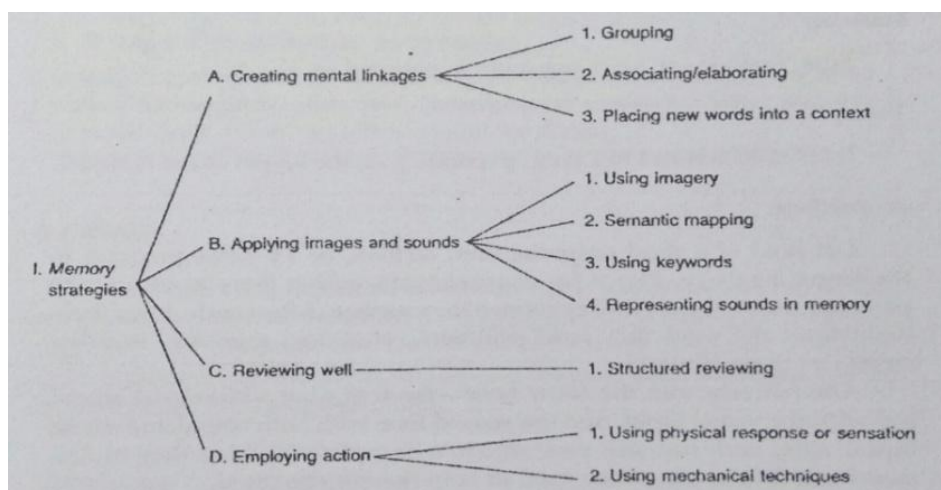 I. Memory
strategies
A. Creating mental linkages
1. Grouping
2. Associating/elaborating
3. Placing new words into a context
B. Applying images and sounds
1. Using imagery
2. Semantic mapping
3. Using keywords
4. Representing sounds in memory
C. Reviewing well
1. Structured reviewing
D. Employing action
1. Using physical response or sensation
2. Using mechanical techniques